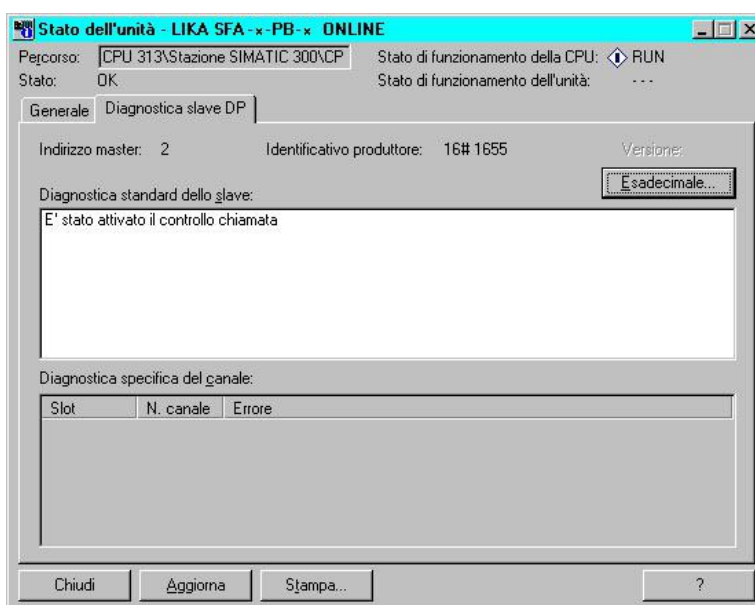 Stato dell'unità - LIKA SFA-x-PB-x ONLINE
Percorso: CPU 313\Stazione SIMATIC 300\CP Stato di funzionamento della CPU: RUN
Stato: OK Stato di funzionamento dell'unità: - - -
Generale Diagnostica slave DP
Indirizzo master: 2 Identificativo produttore: 16# 1655 Versione:
Esadecimale...
Diagnostica standard dello slave:
E' stato attivato il controllo chiamata
Diagnostica specifica del canale:
Slot N. canale Errore
Chiudi Aggiorna Stampa... ?